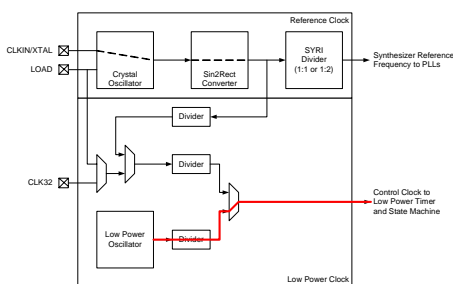 Reference Clock
CLKIN/XTAL
LOAD
Crystal
Oscillator
Sin2Rect
Converter
SYRI
Divider
(1:1 or 1:2)
Synthesizer Reference
Frequency to PLLs
Divider
Divider
CLK32
Low Power
Oscillator
Divider
Control Clock to
Low Power Timer
and State Machine
Low Power Clock